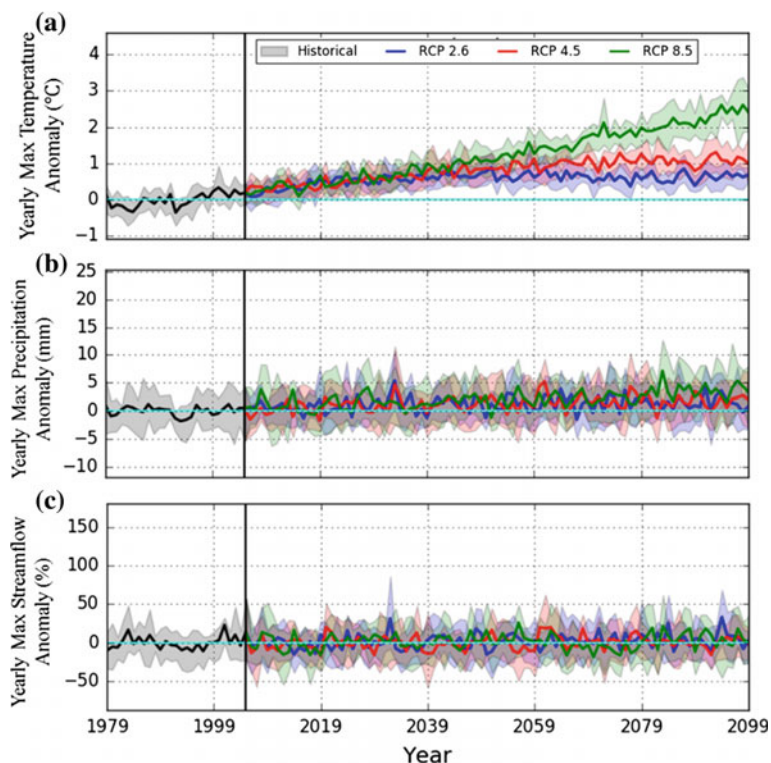 (a)
Historical RCP 2.6 RCP 4.5 RCP 8.5
Yearly Max Temperature
Anomaly (°C)
4
3
2
1
0
−1
(b)
Yearly Max Precipitation
Anomaly (mm)
25
20
15
10
5
0
−5
−10
(c)
Yearly Max Streamflow
Anomaly (%)
150
100
50
0
−50
1979 1999 2019 2039 2059 2079 2099
Year